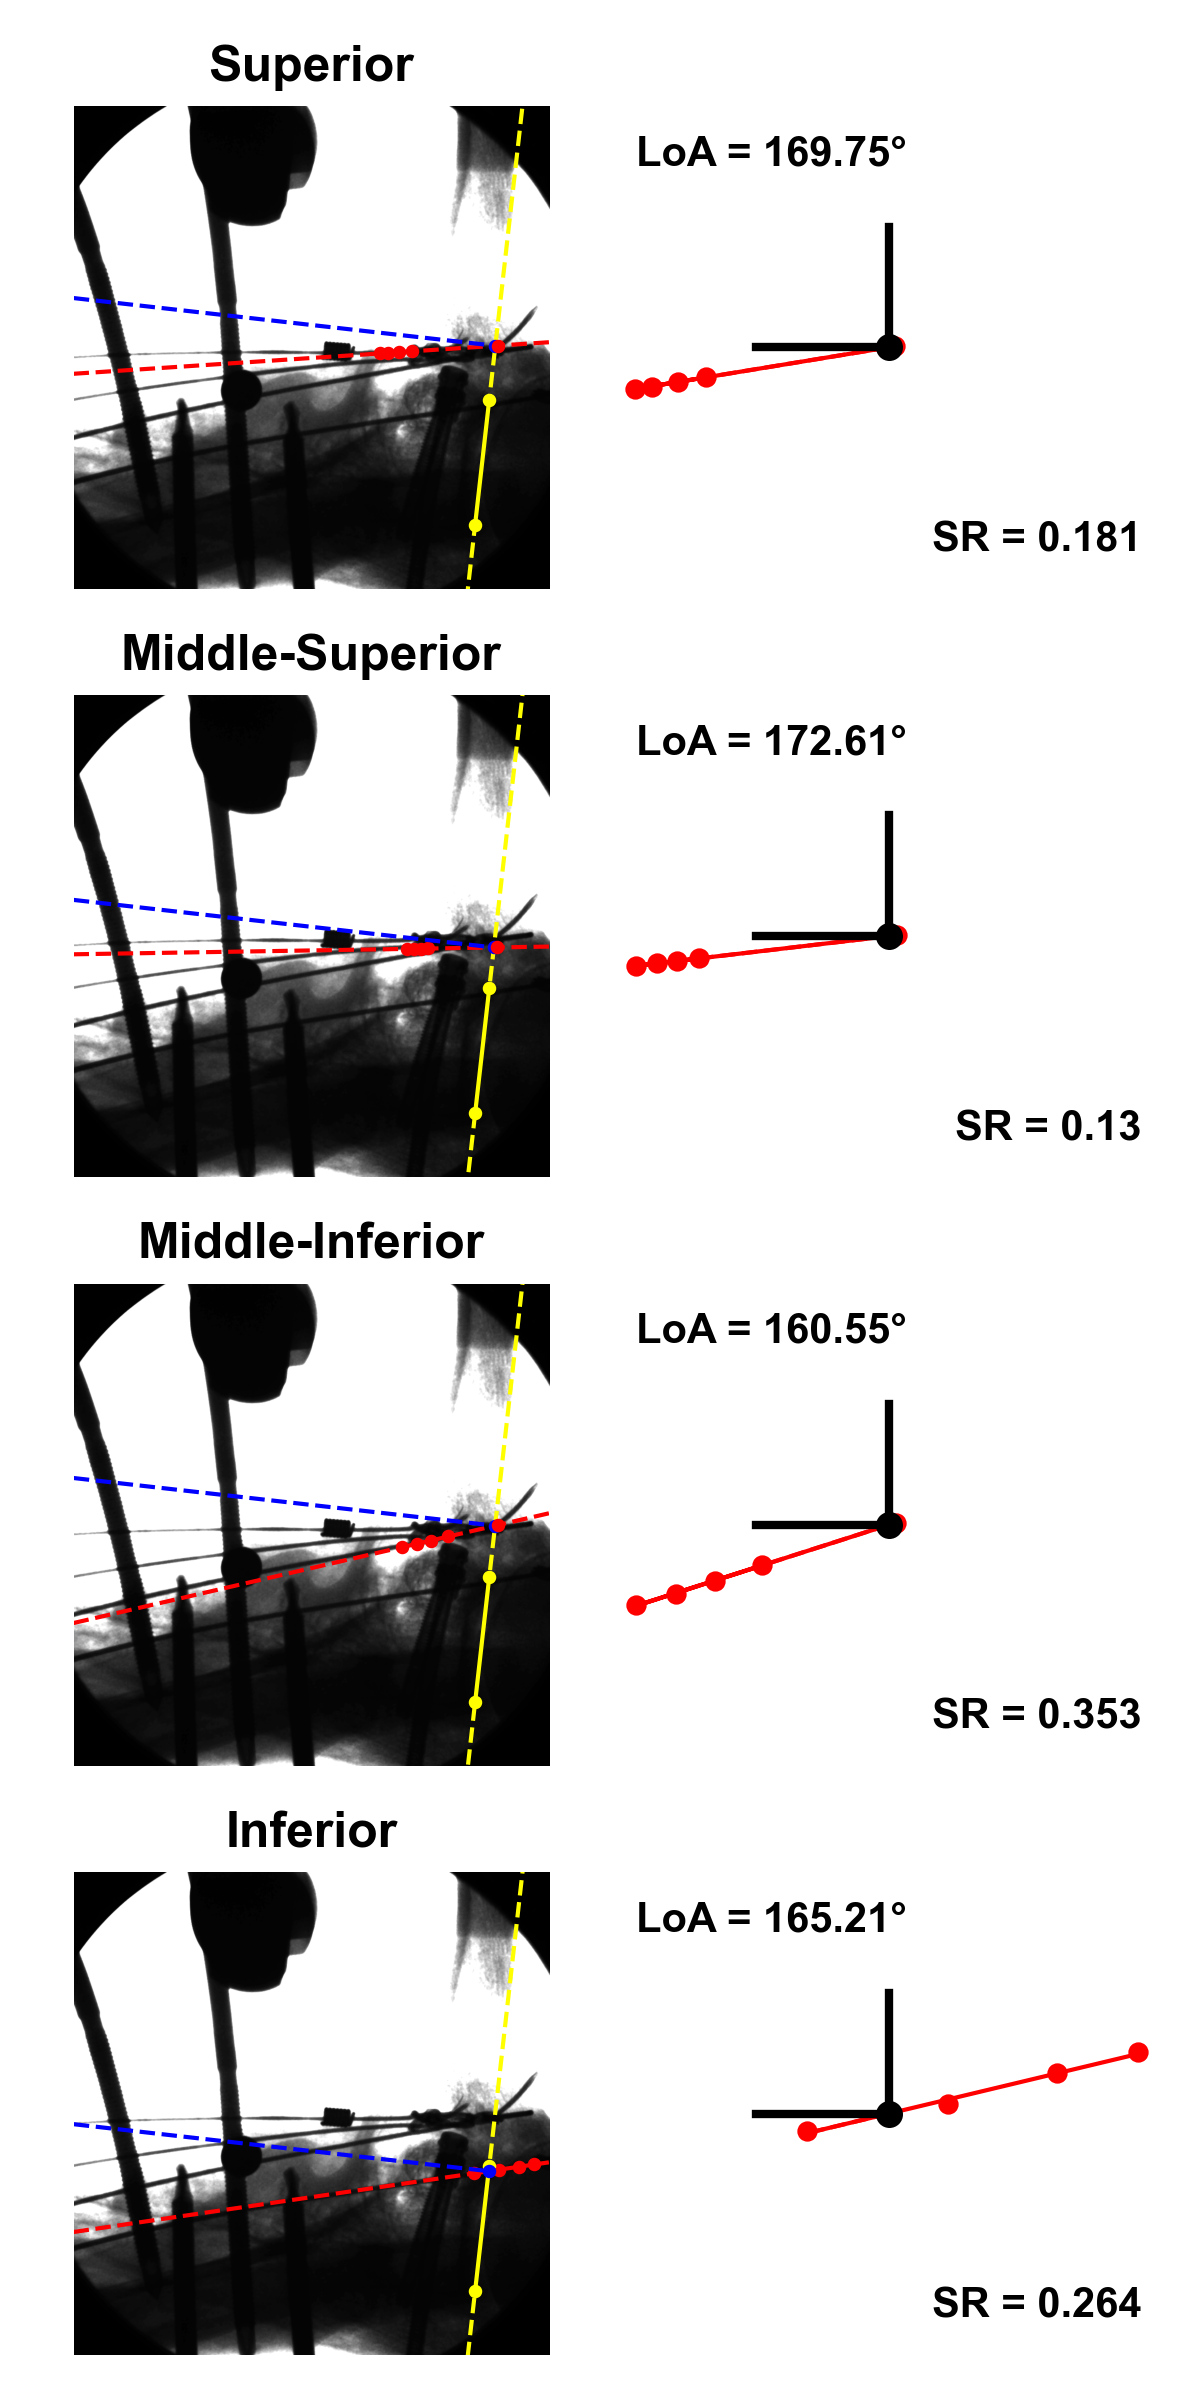 Superior
LoA = 169.75°
SR = 0.181
Middle-Superior
LoA = 172.61°
SR = 0.13
Middle-Inferior
LoA = 160.55°
SR = 0.353
Inferior
LoA = 165.21°
SR = 0.264